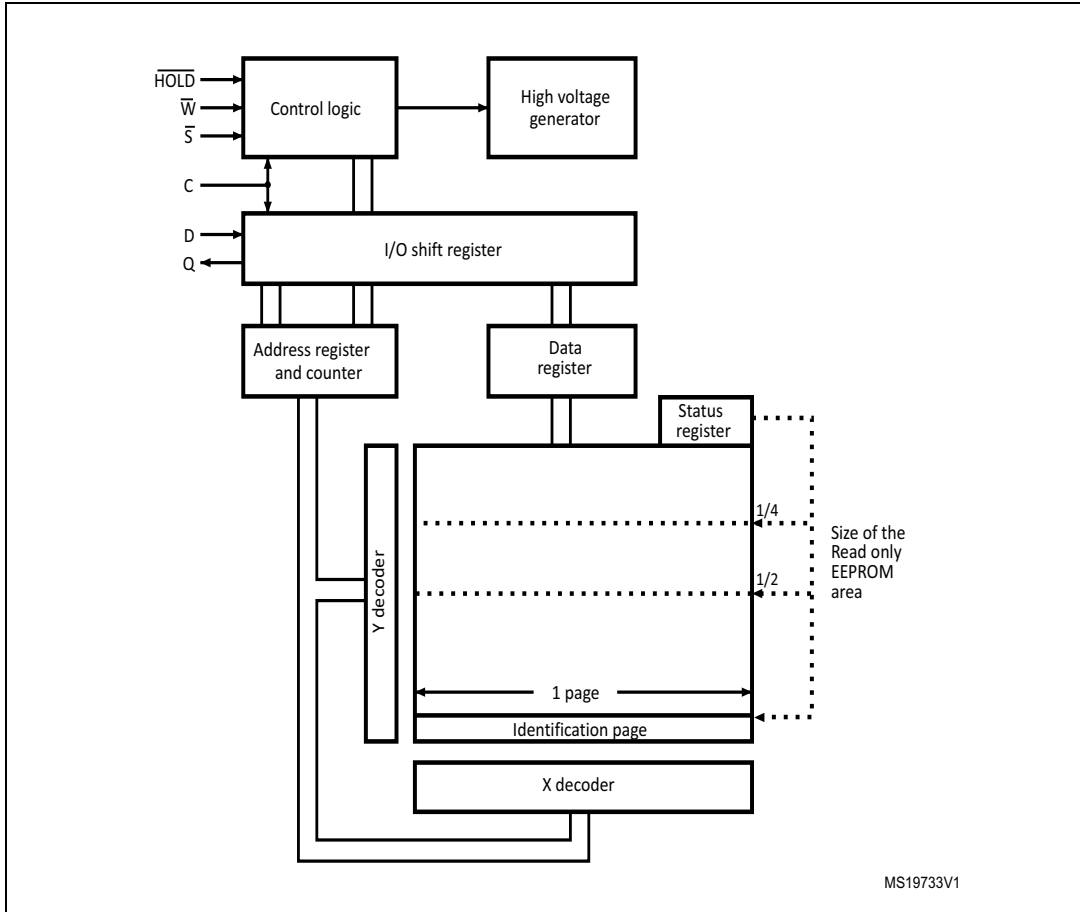 H̅O̅L̅D̅
W̅
S̅
Control logic
High voltage
generator
C
D
Q
I/O shift register
Address register
and counter
Data
register
Status
register
1/4
Size of the
Read only
EEPROM
area
1/2
Y decoder
1 page
Identification page
X decoder
MS19733V1